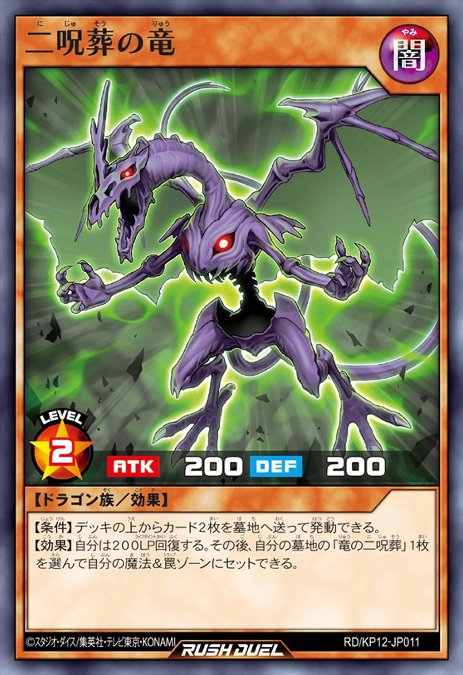 二呪葬の竜
に じゅ そう りゅう
闇
やみ
LEVEL
2
ATK 200 DEF 200
【ドラゴン族／効果】
【条件】デッキの上からカード2枚を墓地へ送って発動できる。
【効果】自分は200LP回復する。その後、自分の墓地の「竜の二呪葬」1枚
を選んで自分の魔法&罠ゾーンにセットできる。
©スタジオ・ダイス/集英社・テレビ東京・KONAMI
RUSH DUEL
RD/KP12-JP011